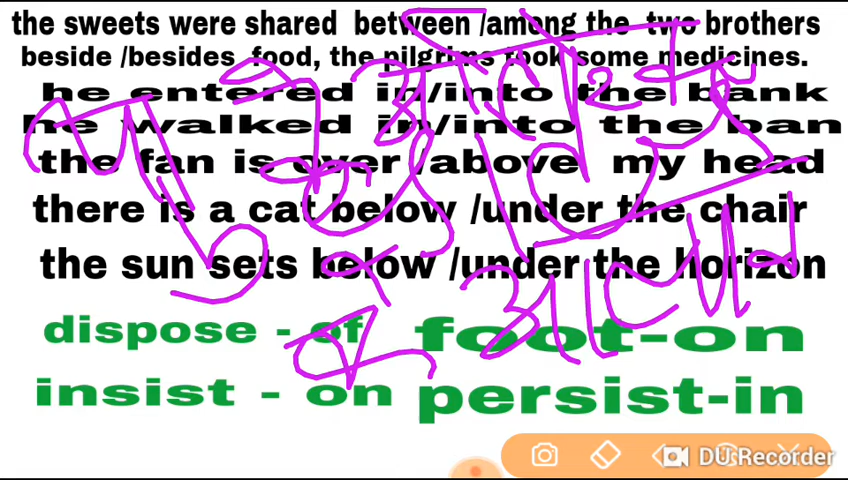 the sweets were shared between /among the two brothers
beside /besides food, the pilgrims took some medicines.
he entered in/into the bank
he walked in/into the ban
the fan is over /above my head
there is a cat below /under the chair
the sun sets below /under the horizon
dispose - of foot-on
insist - on persist-in
DU Recorder